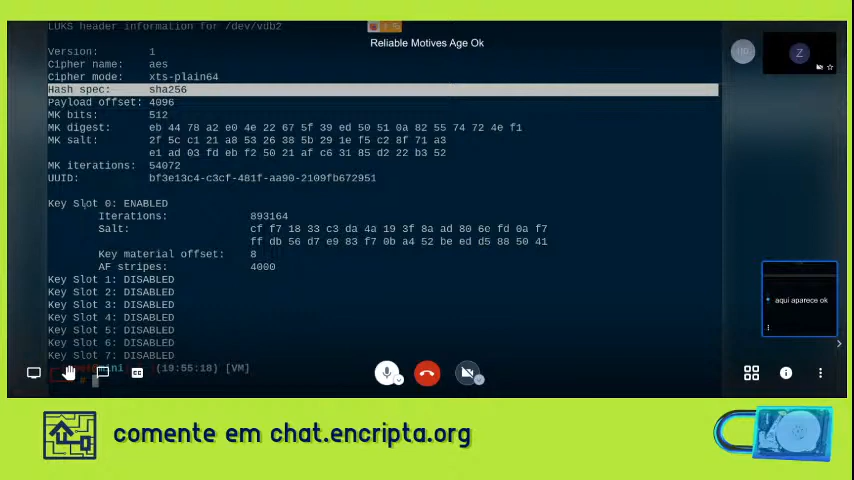 LUKS header information for /dev/vdb2
Reliable Motives Age Ok
Version: 1
Cipher name: aes
Cipher mode: xts-plain64
Hash spec: sha256
Payload offset: 4096
MK bits: 512
MK digest: eb 44 78 a2 e0 4e 22 67 5f 39 ed 50 51 0a 82 55 74 72 4e f1
MK salt: 2f 5c c1 21 a8 53 26 38 5b 29 1e f5 c2 8f 71 a3
e1 ad 03 fd eb f2 50 21 af c6 31 85 d2 22 b3 52
MK iterations: 54072
UUID: bf3e13c4-c3cf-481f-aa90-2109fb672951
Key Slot 0: ENABLED
Iterations: 893164
Salt: cf f7 18 33 c3 da 4a 19 3f 8a ad 80 6e fd 0a f7
ff db 56 d7 e9 83 f7 0b a4 52 be ed d5 88 50 41
Key material offset: 8
AF stripes: 4000
Key Slot 1: DISABLED
Key Slot 2: DISABLED
Key Slot 3: DISABLED
Key Slot 4: DISABLED
Key Slot 5: DISABLED
Key Slot 6: DISABLED
Key Slot 7: DISABLED
(19:55:18) [VM]
#
Z
aqui aparece ok
CC
comente em chat.encripta.org